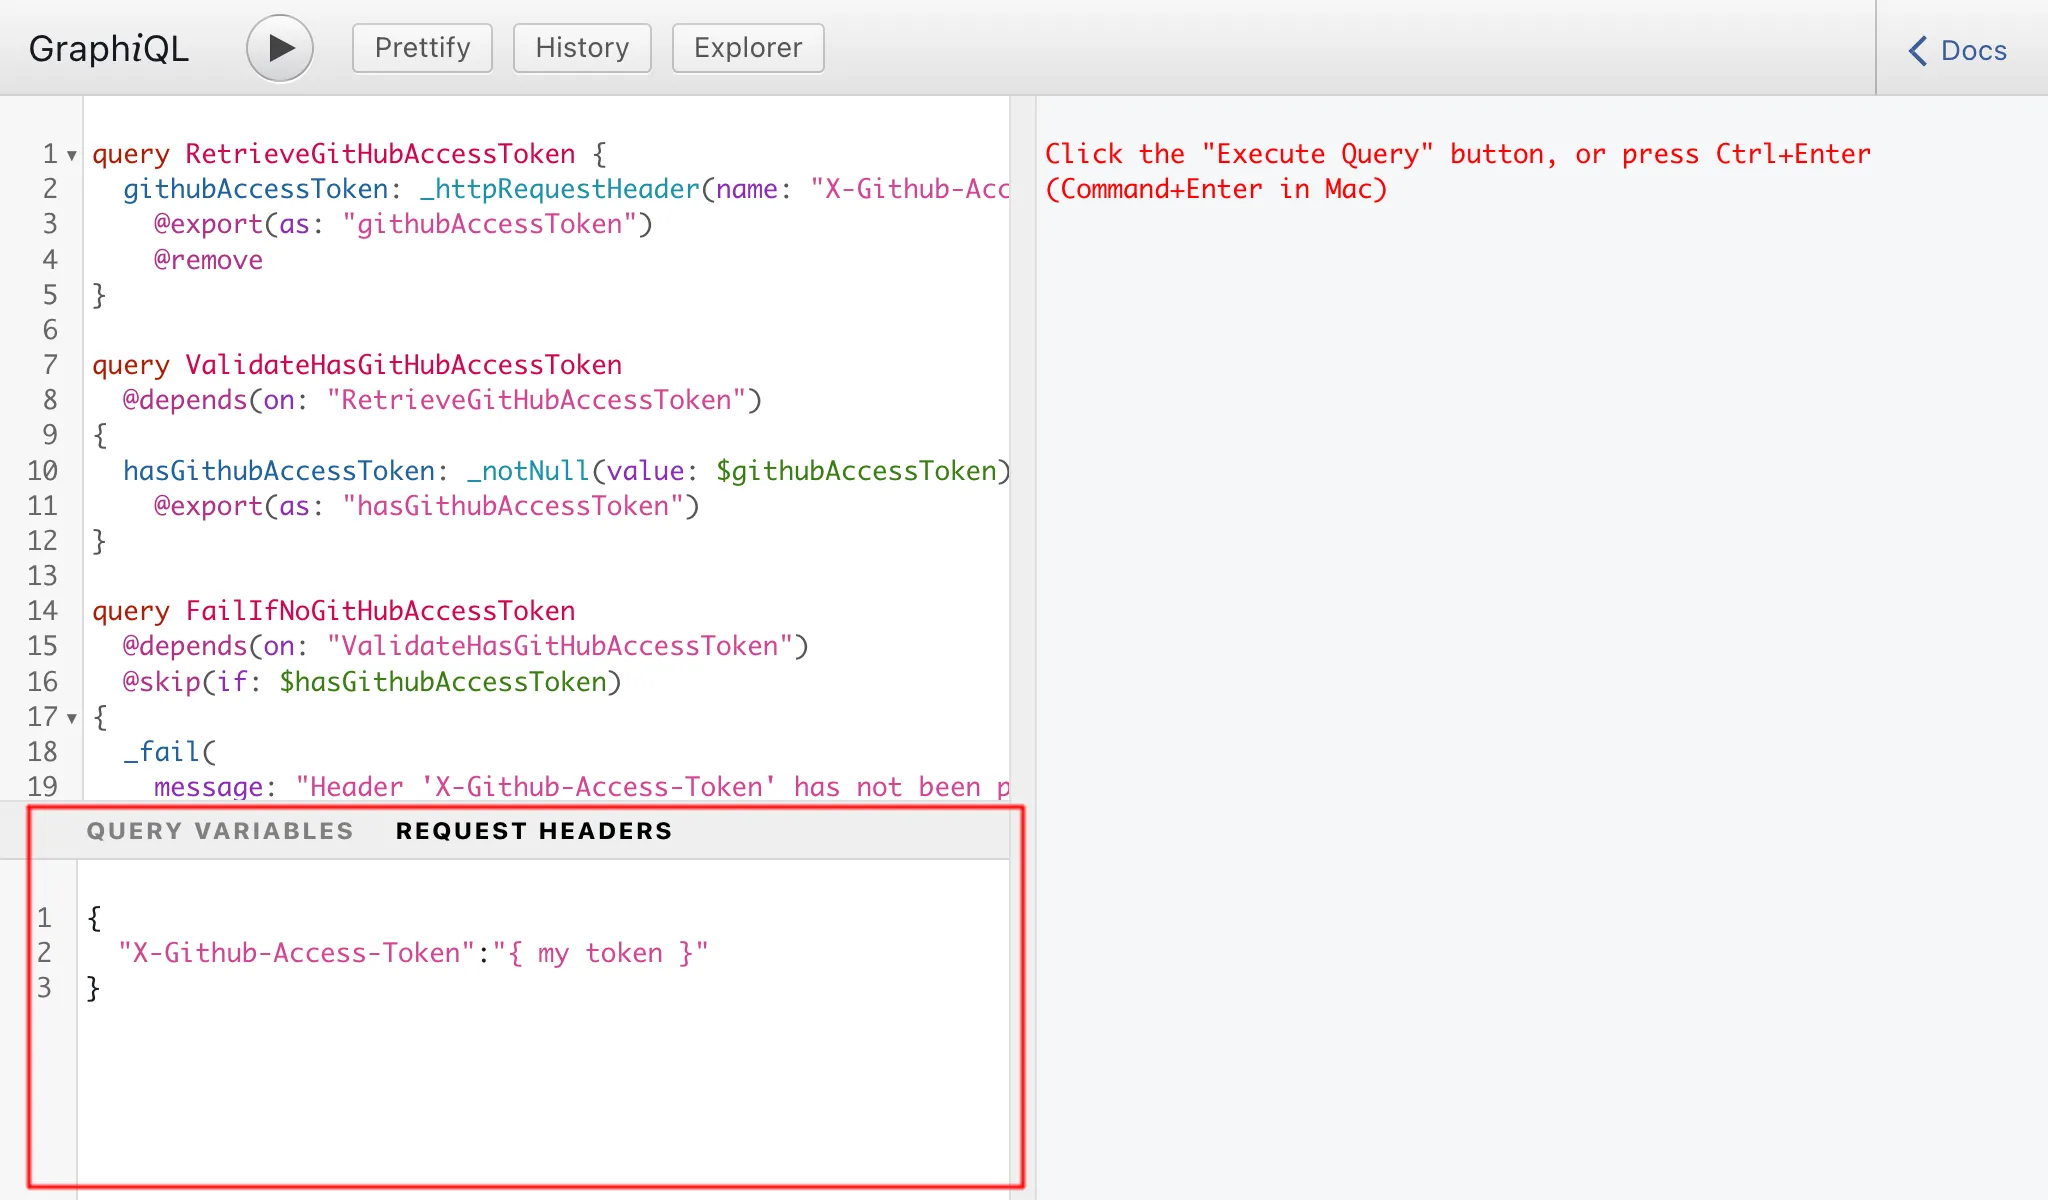 GraphiQL Prettify History Explorer Docs
1 query RetrieveGitHubAccessToken {
2 githubAccessToken: _httpRequestHeader(name: "X-Github-Acc
3 @export(as: "githubAccessToken")
4 @remove
5 }
6
7 query ValidateHasGitHubAccessToken
8 @depends(on: "RetrieveGitHubAccessToken")
9 {
10 hasGithubAccessToken: _notNull(value: $githubAccessToken)
11 @export(as: "hasGithubAccessToken")
12 }
13
14 query FailIfNoGitHubAccessToken
15 @depends(on: "ValidateHasGitHubAccessToken")
16 @skip(if: $hasGithubAccessToken)
17 {
18 _fail(
19 message: "Header 'X-Github-Access-Token' has not been p
QUERY VARIABLES REQUEST HEADERS
1 {
2 "X-Github-Access-Token":"{ my token }"
3 }
Click the "Execute Query" button, or press Ctrl+Enter
(Command+Enter in Mac)